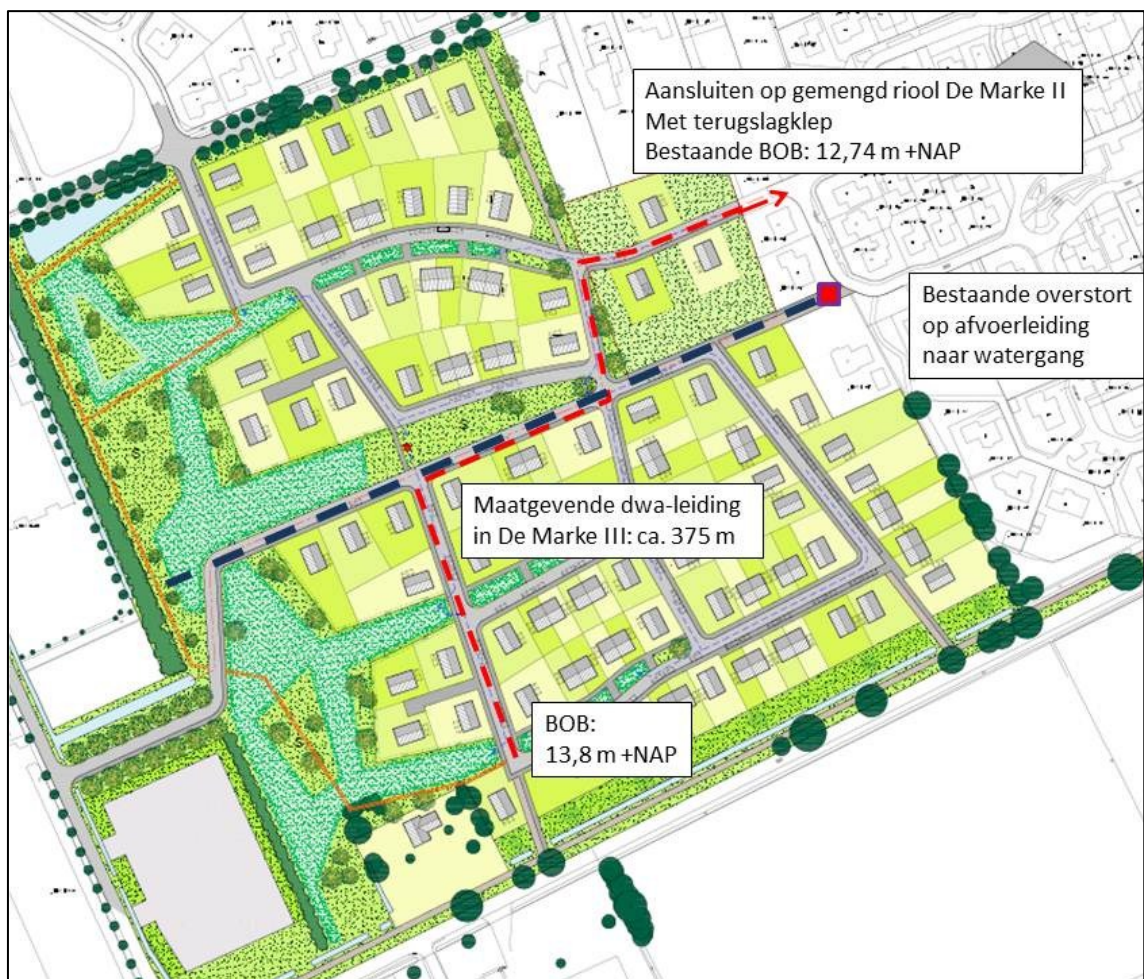 Aansluiten op gemengd riool De Marke II
Met terugslagklep
Bestaande BOB: 12,74 m +NAP
Bestaande overstort
op afvoerleiding
naar watergang
Maatgevende dwa-leiding
in De Marke III: ca. 375 m
BOB:
13,8 m +NAP